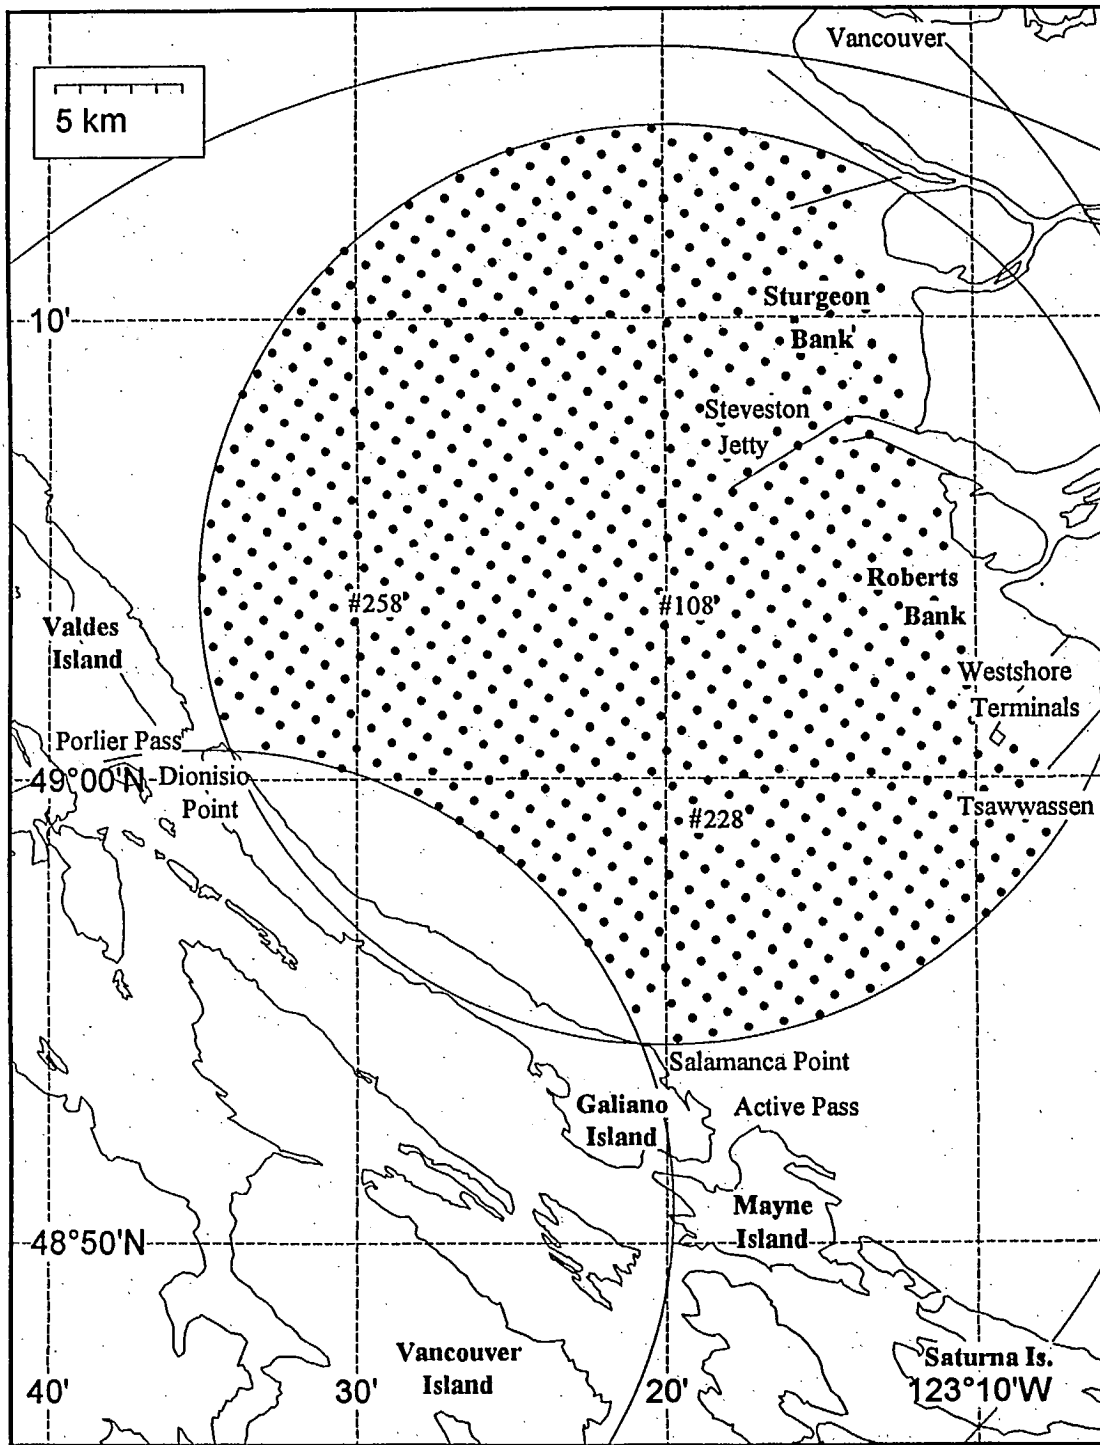 Vancouver
5 km
Sturgeon
10'
Bank
Steveston
Jetty
Roberts
#258
#108
Bank
Valdes
Island
Westshore
Terminals
Porlier Pass
49°00'N
Dionisio
Point
#228
Tsawwassen
Salamanca Point
Galiano
Island
Active Pass
Mayne
Island
48°50'N
Vancouver
Island
Saturna Is.
40'
30'
20'
123°10'W